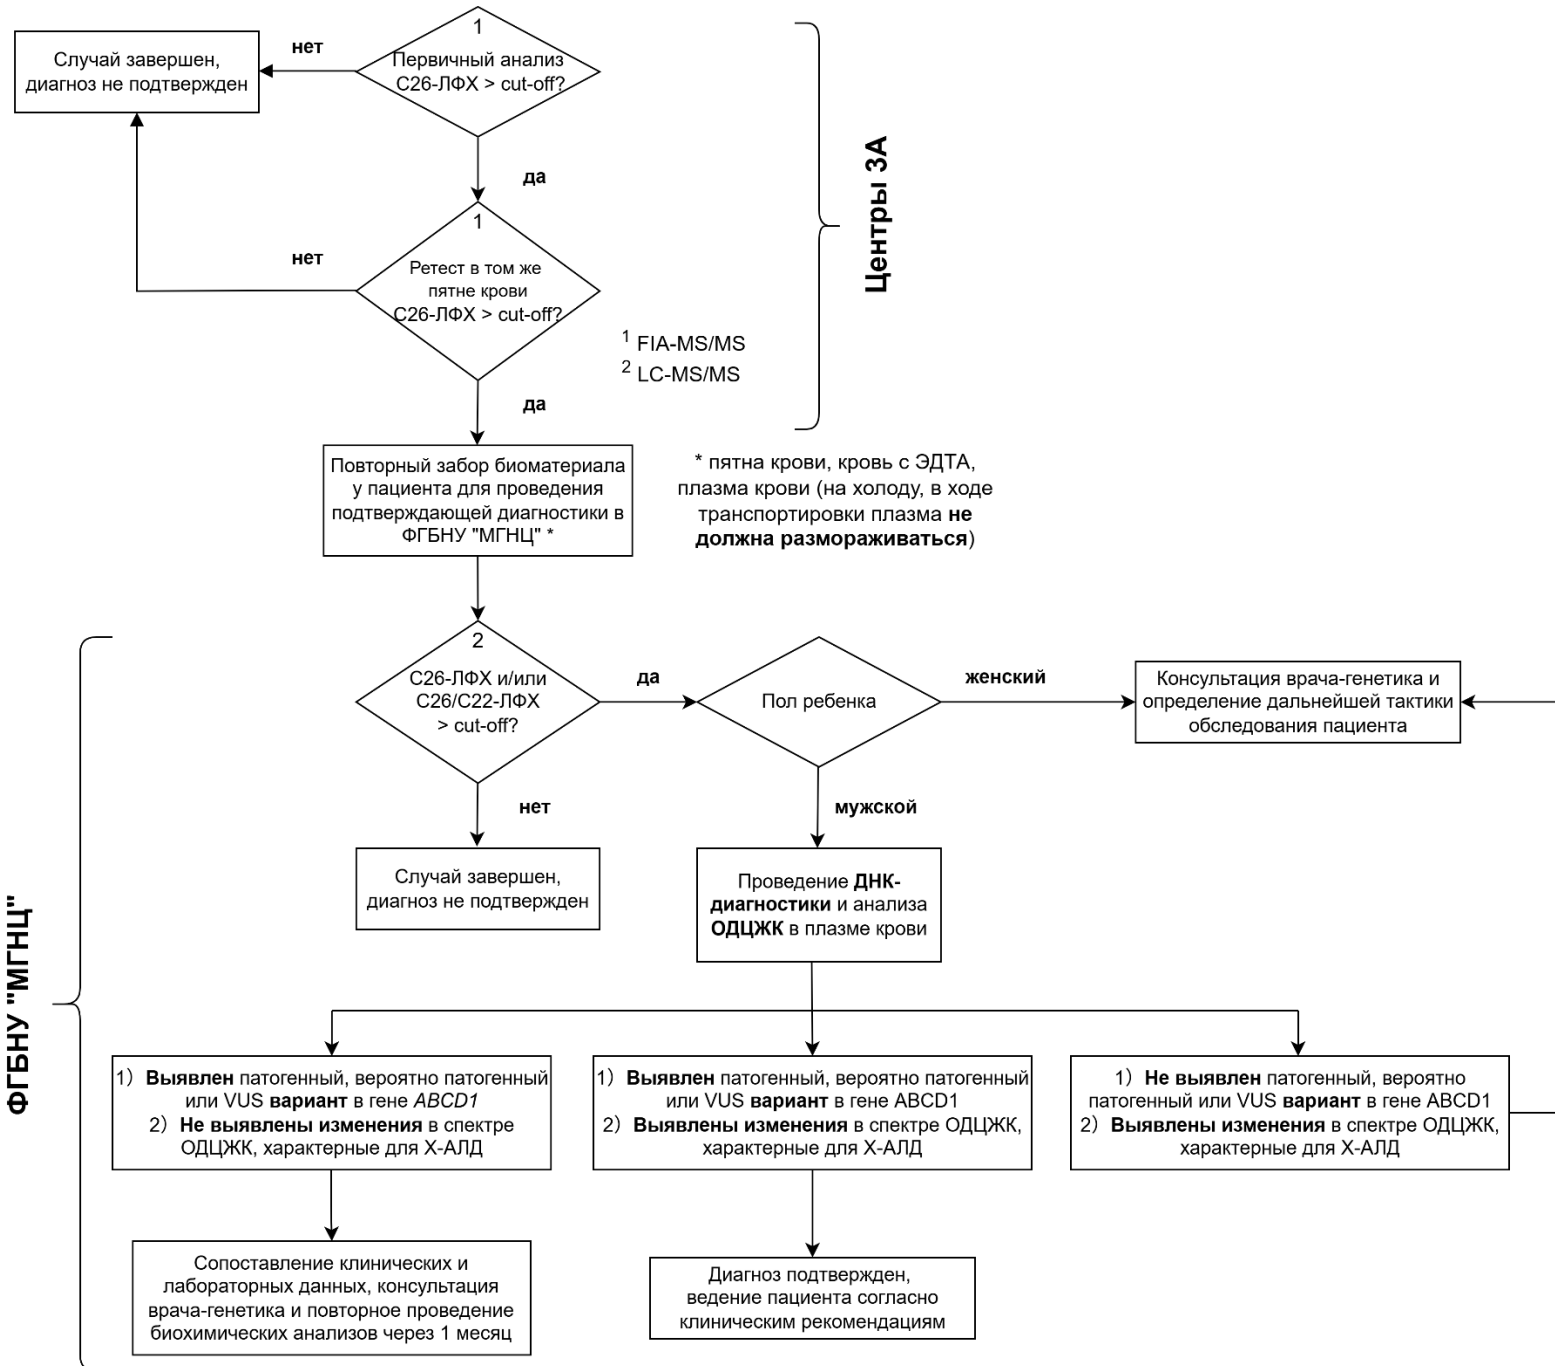 1
Первичный анализ
С26-ЛФХ > cut-off?
нет
Случай завершен,
диагноз не подтвержден
да
1
Ретест в том же
пятне крови
С26-ЛФХ > cut-off?
нет
да
Центры 3А
1 FIA-MS/MS
2 LC-MS/MS
Повторный забор биоматериала
у пациента для проведения
подтверждающей диагностики в
ФГБНУ "МГНЦ" *
* пятна крови, кровь с ЭДТА,
плазма крови (на холоду, в ходе
транспортировки плазма не
должна размораживаться)
ФГБНУ "МГНЦ"
2
С26-ЛФХ и/или
С26/С22-ЛФХ
> cut-off?
да
Пол ребенка
женский
Консультация врача-генетика и
определение дальнейшей тактики
обследования пациента
нет
мужской
Случай завершен,
диагноз не подтвержден
Проведение ДНК-
диагностики и анализа
ОДЦЖК в плазме крови
1) Выявлен патогенный, вероятно патогенный
или VUS вариант в гене ABCD1
2) Не выявлены изменения в спектре
ОДЦЖК, характерные для Х-АЛД
1) Выявлен патогенный, вероятно патогенный
или VUS вариант в гене ABCD1
2) Выявлены изменения в спектре ОДЦЖК,
характерные для Х-АЛД
1) Не выявлен патогенный, вероятно
патогенный или VUS вариант в гене ABCD1
2) Выявлены изменения в спектре ОДЦЖК,
характерные для Х-АЛД
Сопоставление клинических и
лабораторных данных, консультация
врача-генетика и повторное проведение
биохимических анализов через 1 месяц
Диагноз подтвержден,
ведение пациента согласно
клиническим рекомендациям